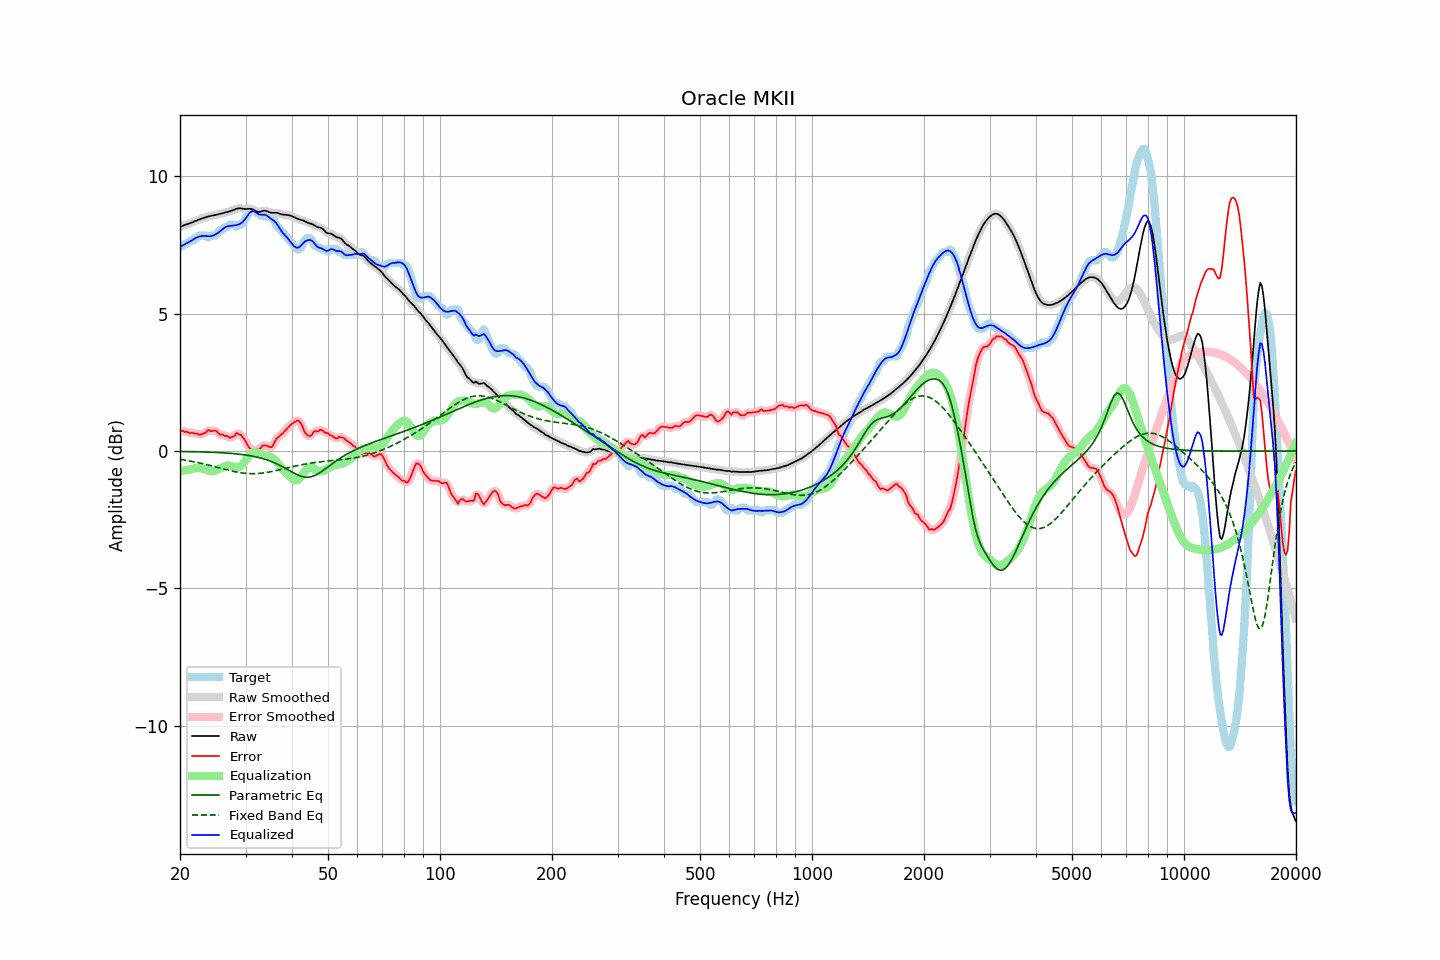 Oracle MKII
Amplitude (dBr)
10
5
0
−5
−10
Target
Raw Smoothed
Error Smoothed
Raw
Error
Equalization
Parametric Eq
Fixed Band Eq
Equalized
20 50 100 200 500 1000 2000 5000 10000 20000
Frequency (Hz)